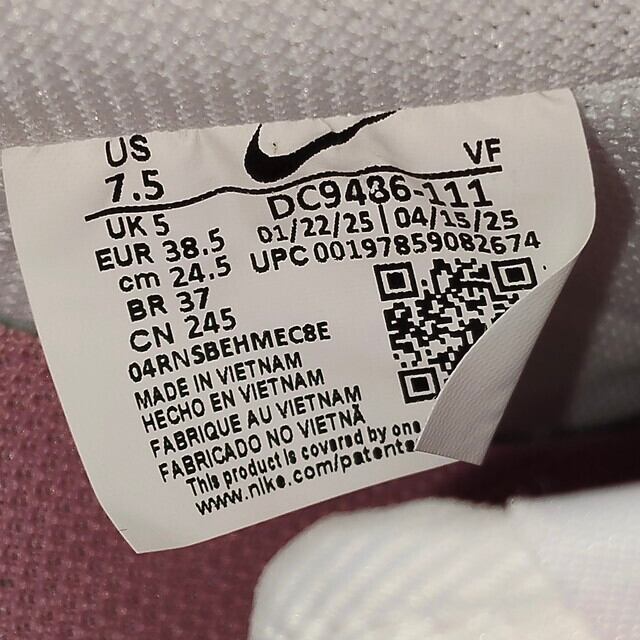 US
7.5
VF
DC9486-111
UK 5
01/22/25 | 04/15/25
EUR 38.5
UPC 00197859082674
cm 24.5
BR 37
CN 245
04RNSBEHMEC8E
MADE IN VIETNAM
HECHO EN VIETNAM
FABRIQUE AU VIETNAM
FABRICADO NO VIETNÃ
This product is covered by one
www.nike.com/patents